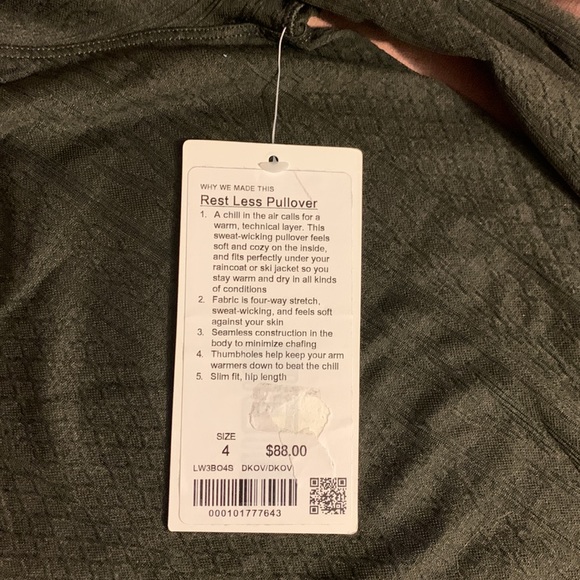 WHY WE MADE THIS
Rest Less Pullover
1. A chill in the air calls for a
warm, technical layer. This
sweat-wicking pullover feels
soft and cozy on the inside,
and fits perfectly under your
raincoat or ski jacket so you
stay warm and dry in all kinds
of conditions
2. Fabric is four-way stretch,
sweat-wicking, and feels soft
against your skin
3. Seamless construction in the
body to minimize chafing
4. Thumbholes help keep your arm
warmers down to beat the chill
5. Slim fit, hip length
SIZE
4 $88.00
LW3BO4S DKOV/DKOV
000101777643